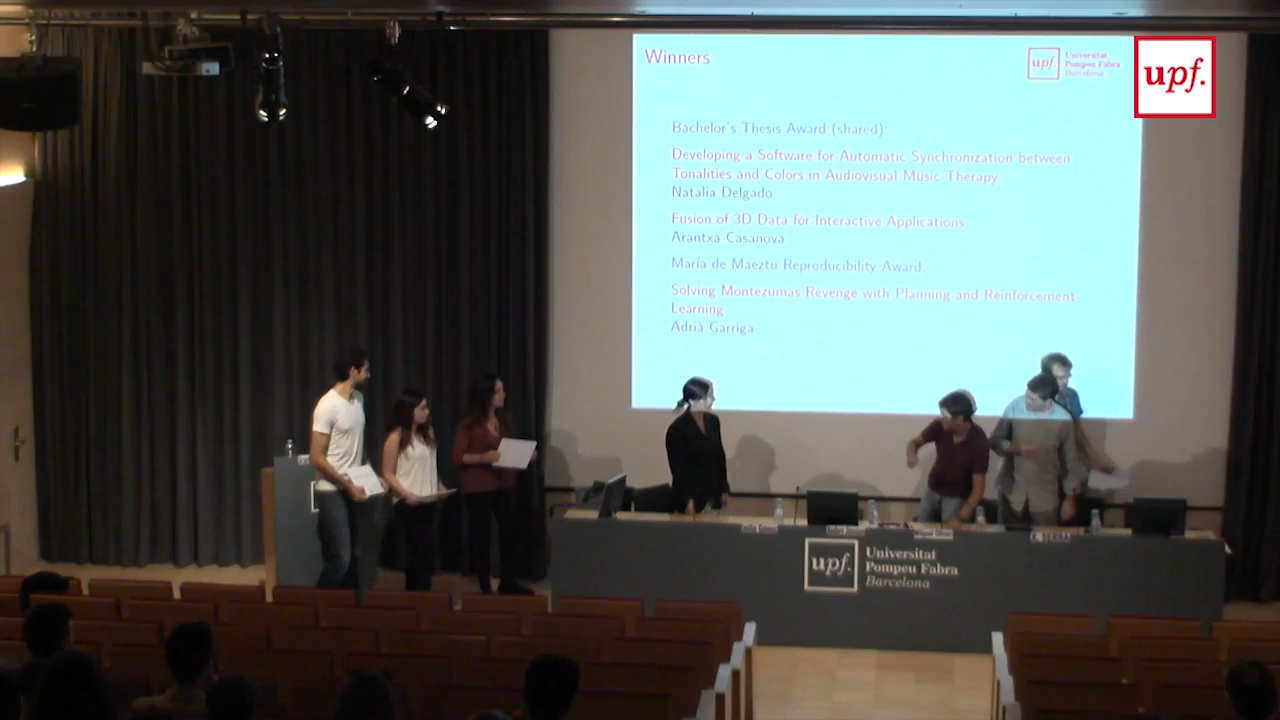 Winners
upf.
Universitat
Pompeu Fabra
Barcelona
upf.
Bachelor's Thesis Award (shared):
Developing a Software for Automatic Synchronization between
Tonalities and Colors in Audiovisual Music Therapy
Natalia Delgado
Fusion of 3D Data for Interactive Applications
Arantxa Casanova
María de Maeztu Reproducibility Award:
Solving Montezumas Revenge with Planning and Reinforcement
Learning
Adrià Garriga
X. SERRA
upf.
Universitat
Pompeu Fabra
Barcelona